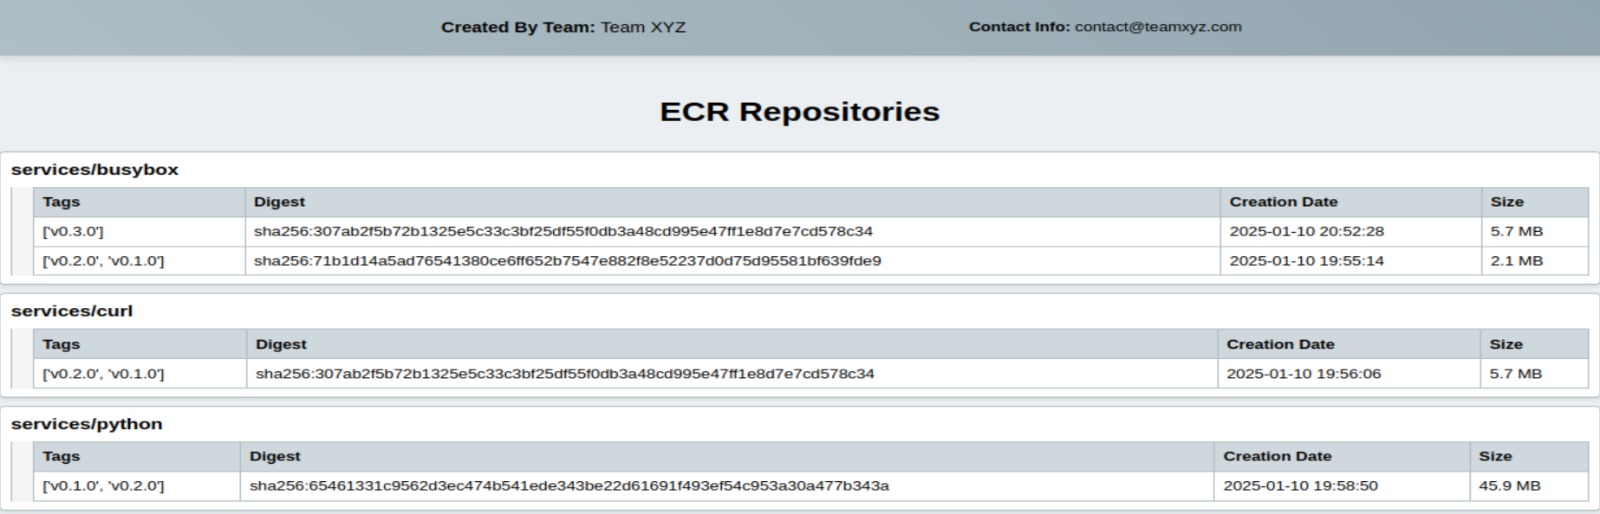 Created By Team: Team XYZ Contact Info: contact@teamxyz.com
ECR Repositories
services/busybox
Tags Digest Creation Date Size
['v0.3.0'] sha256:307ab2f5b72b1325e5c33c3bf25df55f0db3a48cd995e47ff1e8d7e7cd578c34 2025-01-10 20:52:28 5.7 MB
['v0.2.0', 'v0.1.0'] sha256:71b1d14a5ad76541380ce6ff652b7547e882f8e52237d0d75d95581bf639fde9 2025-01-10 19:55:14 2.1 MB
services/curl
Tags Digest Creation Date Size
['v0.2.0', 'v0.1.0'] sha256:307ab2f5b72b1325e5c33c3bf25df55f0db3a48cd995e47ff1e8d7e7cd578c34 2025-01-10 19:56:06 5.7 MB
services/python
Tags Digest Creation Date Size
['v0.1.0', 'v0.2.0'] sha256:65461331c9562d3ec474b541ede343be22d61691f493ef54c953a30a477b343a 2025-01-10 19:58:50 45.9 MB